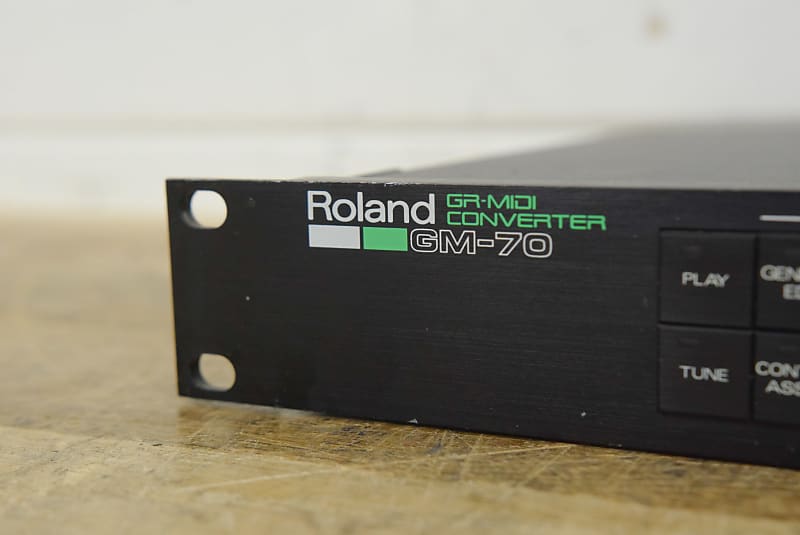 Roland GR-MIDI
CONVERTER
GM-70
PLAY
TUNE